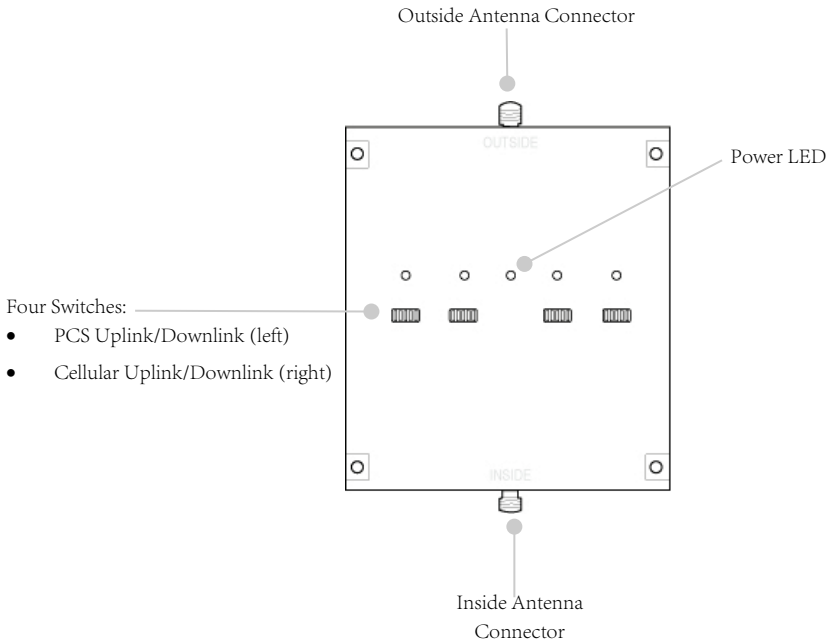 Outside Antenna Connector
OUTSIDE
Power LED
Four Switches:
• PCS Uplink/Downlink (left)
• Cellular Uplink/Downlink (right)
INSIDE
Inside Antenna
Connector